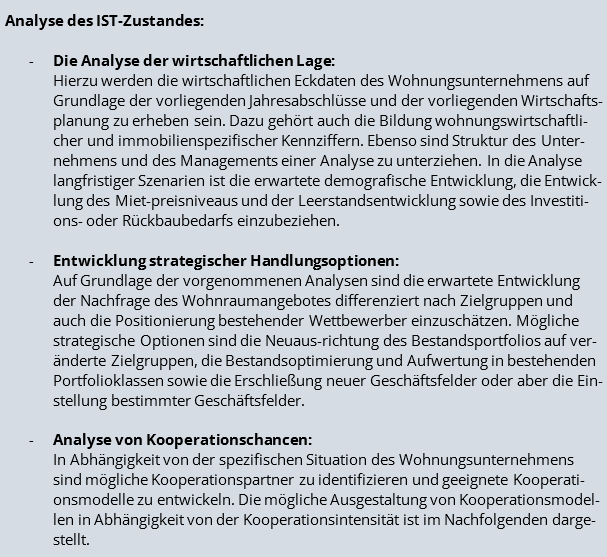 Analyse des IST-Zustandes:
- Die Analyse der wirtschaftlichen Lage:
Hierzu werden die wirtschaftlichen Eckdaten des Wohnungsunternehmens auf
Grundlage der vorliegenden Jahresabschlüsse und der vorliegenden Wirtschafts-
planung zu erheben sein. Dazu gehört auch die Bildung wohnungswirtschaftli-
cher und immobilienspezifischer Kennziffern. Ebenso sind Struktur des Unter-
nehmens und des Managements einer Analyse zu unterziehen. In die Analyse
langfristiger Szenarien ist die erwartete demografische Entwicklung, die Entwick-
lung des Miet-preisniveaus und der Leerstandsentwicklung sowie des Investiti-
ons- oder Rückbaubedarfs einzubeziehen.
- Entwicklung strategischer Handlungsoptionen:
Auf Grundlage der vorgenommenen Analysen sind die erwartete Entwicklung
der Nachfrage des Wohnraumangebotes differenziert nach Zielgruppen und
auch die Positionierung bestehender Wettbewerber einzuschätzen. Mögliche
strategische Optionen sind die Neuaus-richtung des Bestandsportfolios auf ver-
änderte Zielgruppen, die Bestandsoptimierung und Aufwertung in bestehenden
Portfolioklassen sowie die Erschließung neuer Geschäftsfelder oder aber die Ein-
stellung bestimmter Geschäftsfelder.
- Analyse von Kooperationschancen:
In Abhängigkeit von der spezifischen Situation des Wohnungsunternehmens
sind mögliche Kooperationspartner zu identifizieren und geeignete Kooperati-
onsmodelle zu entwickeln. Die mögliche Ausgestaltung von Kooperationsmodel-
len in Abhängigkeit von der Kooperationsintensität ist im Nachfolgenden darge-
stellt.